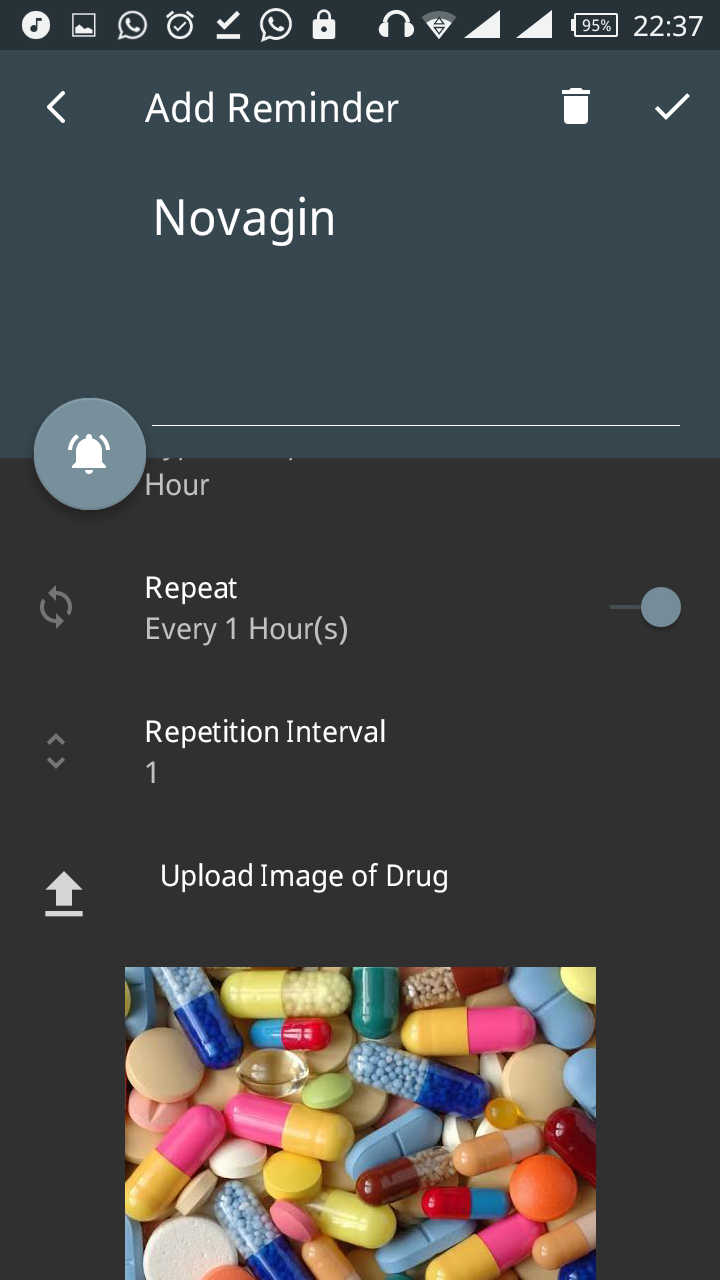 95%
22:37
Add Reminder
Novagin
Hour
Repeat
Every 1 Hour(s)
Repetition Interval
1
Upload Image of Drug